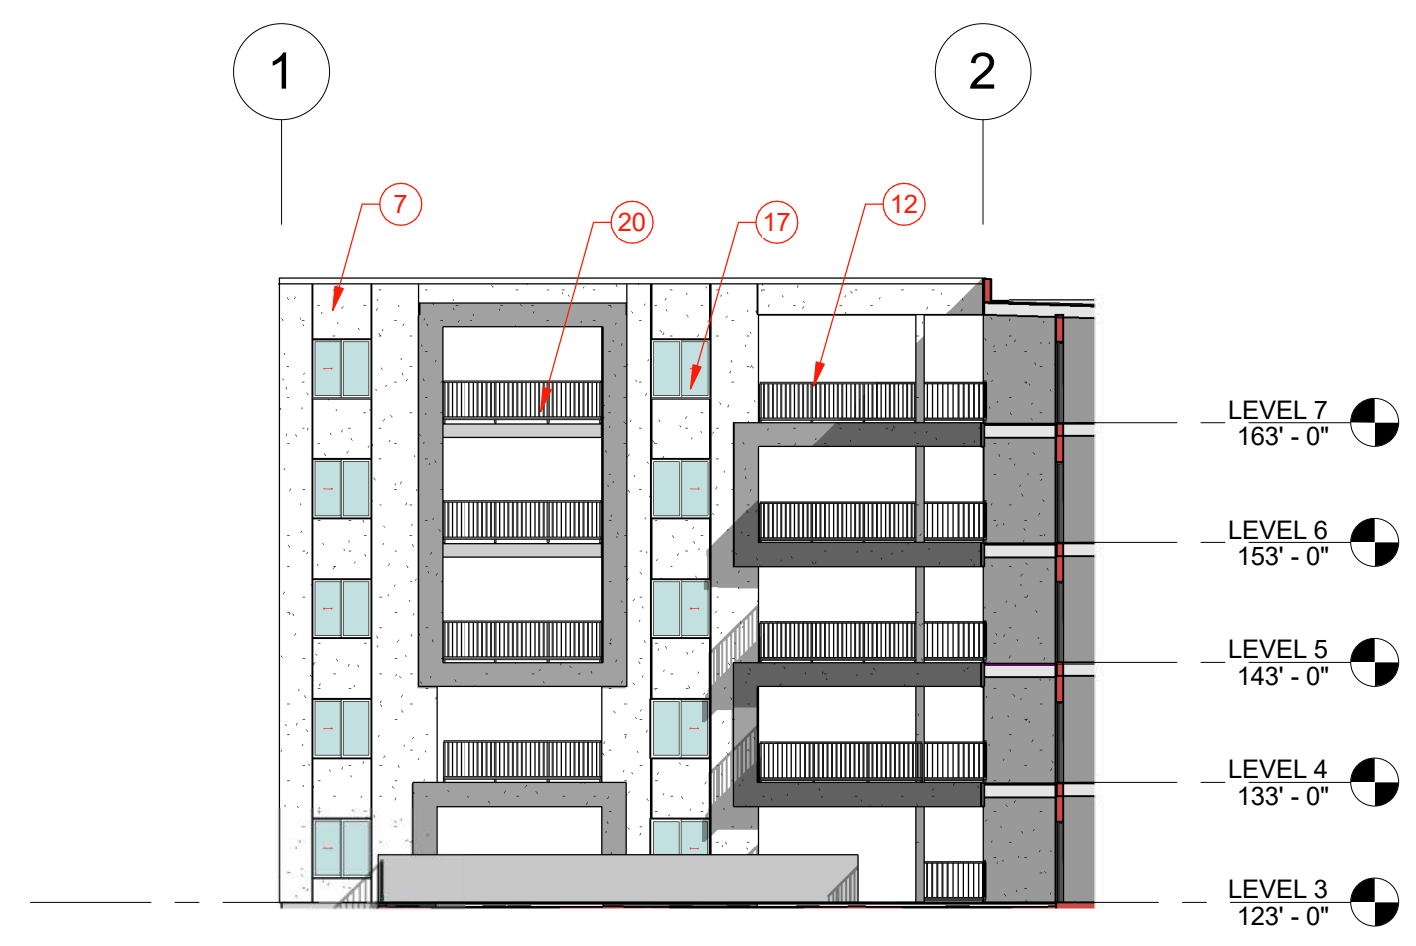 1
2
7
20
17
12
LEVEL 7
163' - 0"
LEVEL 6
153' - 0"
LEVEL 5
143' - 0"
LEVEL 4
133' - 0"
LEVEL 3
123' - 0"